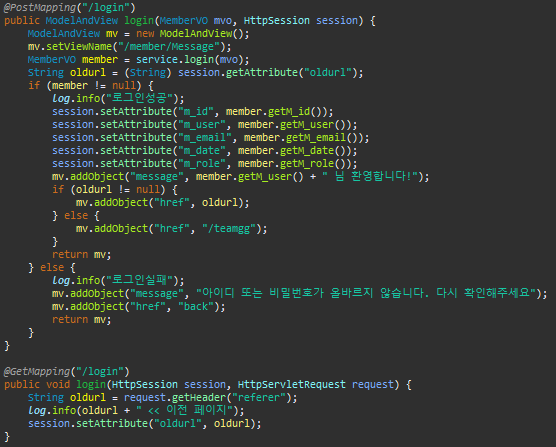 @PostMapping("/login")
public ModelAndView login(MemberVO mvo, HttpSession session) {
    ModelAndView mv = new ModelAndView();
    mv.setViewName("/member/Message");
    MemberVO member = service.login(mvo);
    String oldurl = (String) session.getAttribute("oldurl");
    if (member != null) {
        log.info("로그인성공");
        session.setAttribute("m_id", member.getM_id());
        session.setAttribute("m_user", member.getM_user());
        session.setAttribute("m_email", member.getM_email());
        session.setAttribute("m_date", member.getM_date());
        session.setAttribute("m_role", member.getM_role());
        mv.addObject("message", member.getM_user() + " 님 환영합니다!");
        if (oldurl != null) {
            mv.addObject("href", oldurl);
        } else {
            mv.addObject("href", "/teamgg");
        }
        return mv;
    } else {
        log.info("로그인실패");
        mv.addObject("message", "아이디 또는 비밀번호가 올바르지 않습니다. 다시 확인해주세요");
        mv.addObject("href", "back");
        return mv;
    }
}

@GetMapping("/login")
public void login(HttpSession session, HttpServletRequest request) {
    String oldurl = request.getHeader("referer");
    log.info(oldurl + " << 이전 페이지");
    session.setAttribute("oldurl", oldurl);
}